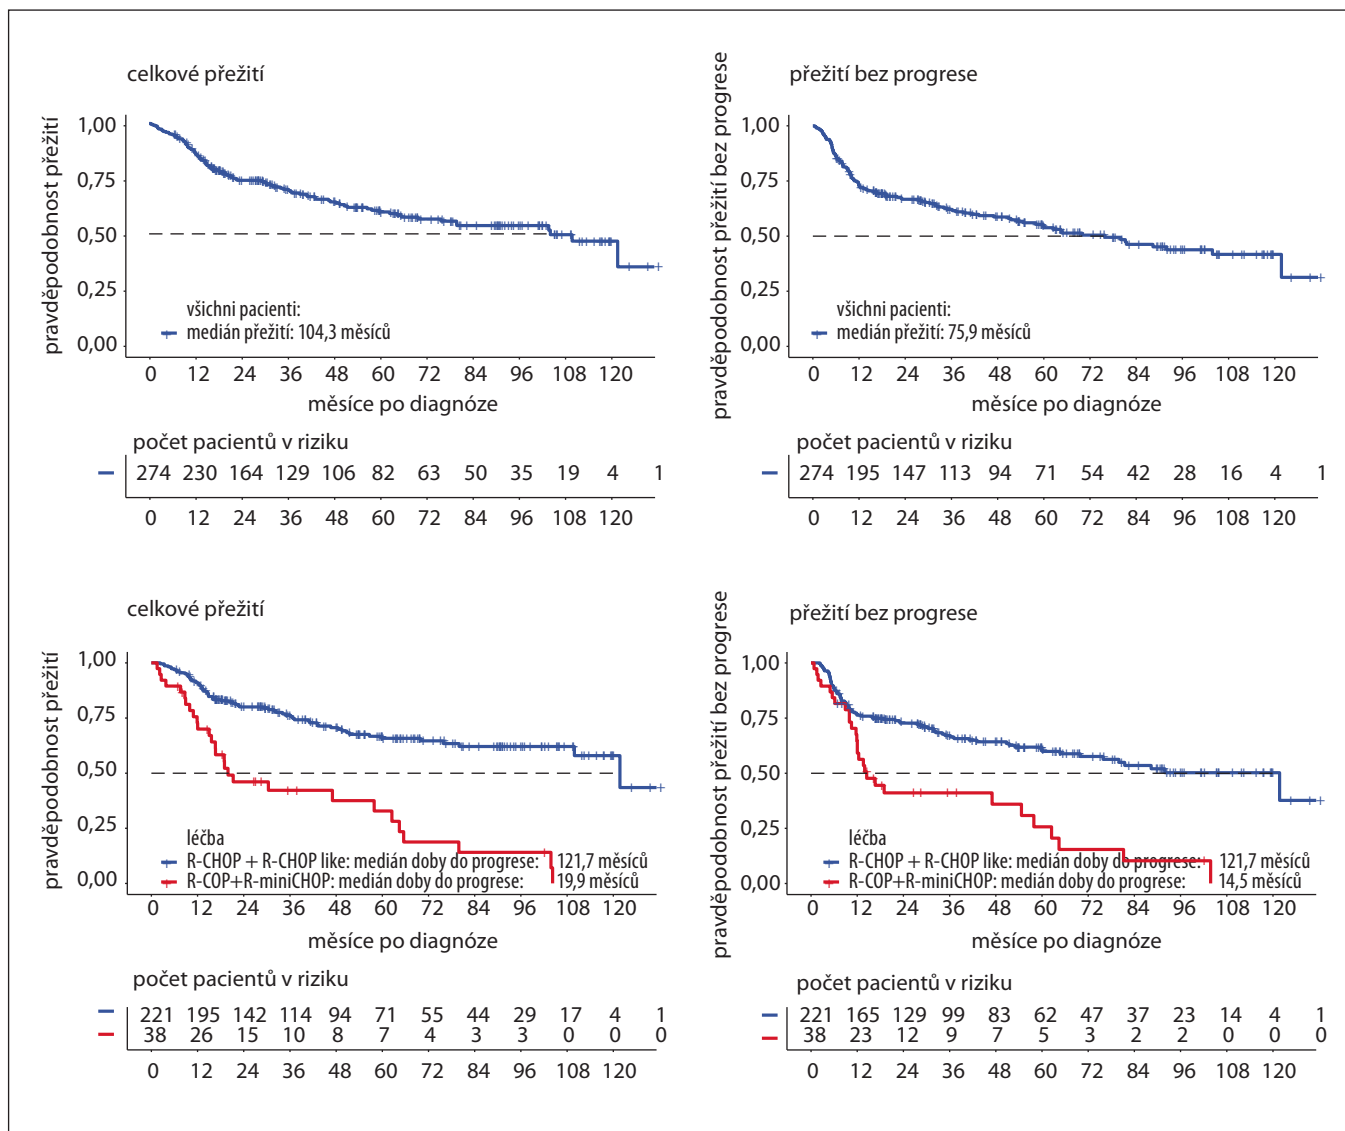 celkové přežití
pravděpodobnost přežití
1,00
0,75
0,50
0,25
0,00
všichni pacienti:
medián přežití: 104,3 měsíců
0 12 24 36 48 60 72 84 96 108 120
měsíce po diagnóze
počet pacientů v riziku
274 230 164 129 106 82 63 50 35 19 4 1
0 12 24 36 48 60 72 84 96 108 120
přežití bez progrese
pravděpodobnost přežití bez progrese
1,00
0,75
0,50
0,25
0,00
všichni pacienti:
medián přežití: 75,9 měsíců
0 12 24 36 48 60 72 84 96 108 120
měsíce po diagnóze
počet pacientů v riziku
274 195 147 113 94 71 54 42 28 16 4 1
0 12 24 36 48 60 72 84 96 108 120
celkové přežití
pravděpodobnost přežití
1,00
0,75
0,50
0,25
0,00
léčba
R-CHOP + R-CHOP like: medián doby do progrese: 121,7 měsíců
R-COP+R-miniCHOP: medián doby do progrese: 19,9 měsíců
0 12 24 36 48 60 72 84 96 108 120
měsíce po diagnóze
počet pacientů v riziku
221 195 142 114 94 71 55 44 29 17 4 1
38 26 15 10 8 7 4 3 3 0 0 0
0 12 24 36 48 60 72 84 96 108 120
přežití bez progrese
pravděpodobnost přežití bez progrese
1,00
0,75
0,50
0,25
0,00
léčba
R-CHOP + R-CHOP like: medián doby do progrese: 121,7 měsíců
R-COP+R-miniCHOP: medián doby do progrese: 14,5 měsíců
0 12 24 36 48 60 72 84 96 108 120
měsíce po diagnóze
počet pacientů v riziku
221 165 129 99 83 62 47 37 23 14 4 1
38 23 12 9 7 5 3 2 2 0 0 0
0 12 24 36 48 60 72 84 96 108 120